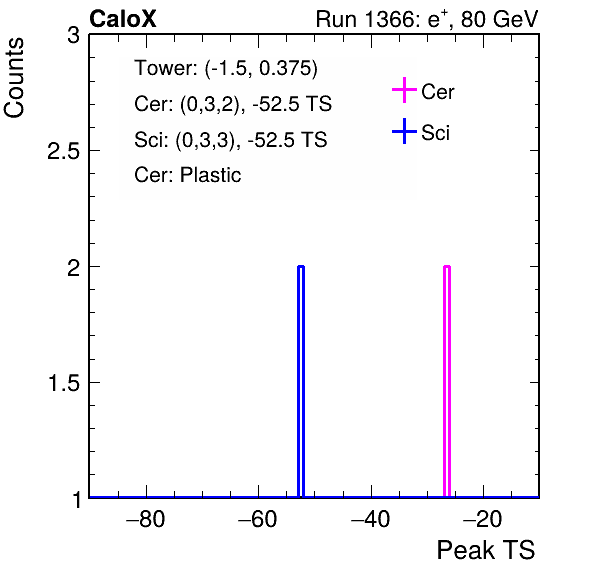 CaloX Run 1366: e⁺, 80 GeV
Counts
3
2.5
2
1.5
1
Tower: (-1.5, 0.375)
Cer: (0,3,2), -52.5 TS
Sci: (0,3,3), -52.5 TS
Cer: Plastic
Cer
Sci
−80 −60 −40 −20
Peak TS